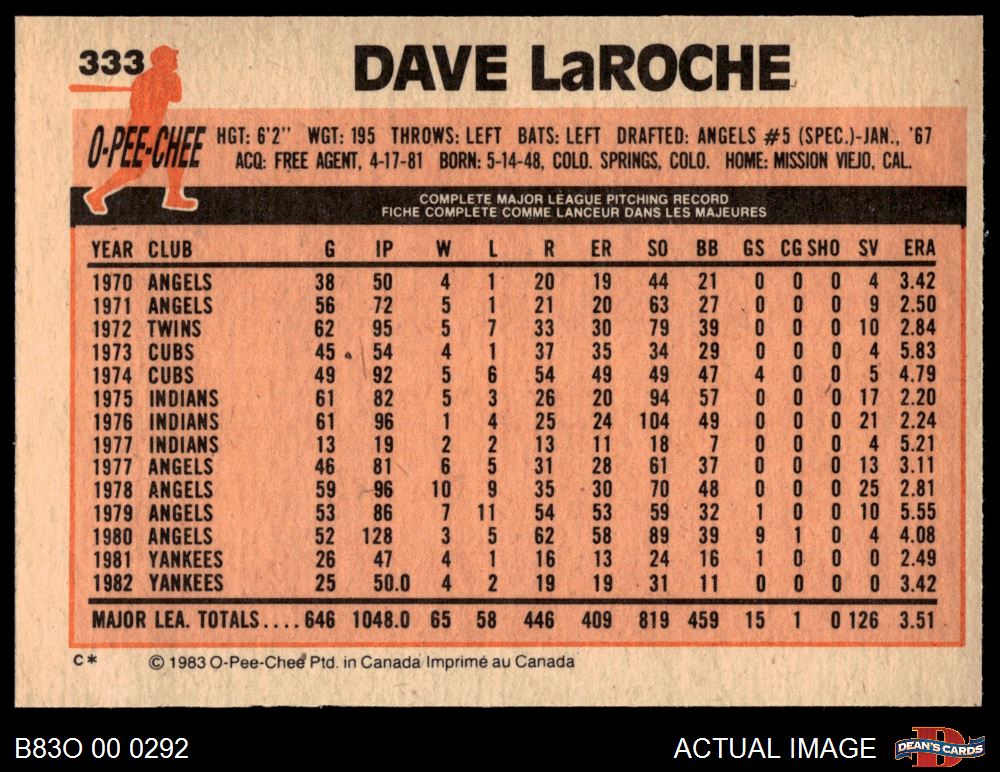 333
DAVE LaROCHE
O-PEE-CHEE
HGT: 6'2" WGT: 195 THROWS: LEFT BATS: LEFT DRAFTED: ANGELS #5 (SPEC.)-JAN., '67
ACQ: FREE AGENT, 4-17-81 BORN: 5-14-48, COLO. SPRINGS, COLO. HOME: MISSION VIEJO, CAL.
COMPLETE MAJOR LEAGUE PITCHING RECORD
FICHE COMPLETE COMME LANCEUR DANS LES MAJEURES
YEAR CLUB G IP W L R ER SO BB GS CG SHO SV ERA
1970 ANGELS 38 50 4 1 20 19 44 21 0 0 0 4 3.42
1971 ANGELS 56 72 5 1 21 20 63 27 0 0 0 9 2.50
1972 TWINS 62 95 5 7 33 30 79 39 0 0 0 10 2.84
1973 CUBS 45 54 4 1 37 35 34 29 0 0 0 4 5.83
1974 CUBS 49 92 5 6 54 49 49 47 4 0 0 5 4.79
1975 INDIANS 61 82 5 3 26 20 94 57 0 0 0 17 2.20
1976 INDIANS 61 96 1 4 25 24 104 49 0 0 0 21 2.24
1977 INDIANS 13 19 2 2 13 11 18 7 0 0 0 4 5.21
1977 ANGELS 46 81 6 5 31 28 61 37 0 0 0 13 3.11
1978 ANGELS 59 96 10 9 35 30 70 48 0 0 0 25 2.81
1979 ANGELS 53 86 7 11 54 53 59 32 1 0 0 10 5.55
1980 ANGELS 52 128 3 5 62 58 89 39 9 1 0 4 4.08
1981 YANKEES 26 47 4 1 16 13 24 16 1 0 0 0 2.49
1982 YANKEES 25 50.0 4 2 19 19 31 11 0 0 0 0 3.42
MAJOR LEA. TOTALS....646 1048.0 65 58 446 409 819 459 15 1 0 126 3.51
C* © 1983 O-Pee-Chee Ptd. in Canada Imprimé au Canada
B83O 00 0292 ACTUAL IMAGE D DEAN'S CARDS